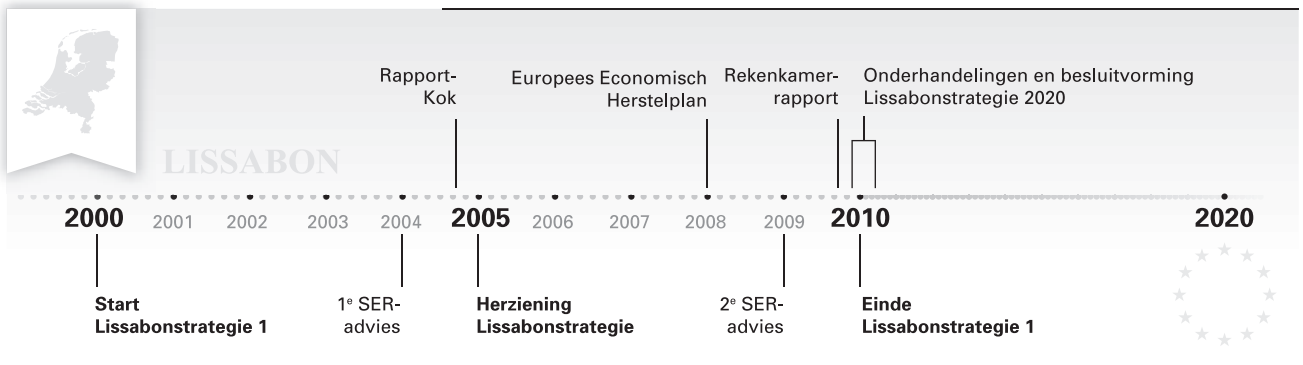 Rapport-
Kok
Europees Economisch
Herstelplan
Rekenkamer-
rapport
Onderhandelingen en besluitvorming
Lissabonstrategie 2020
LISSABON
2000 2001 2002 2003 2004 2005 2006 2007 2008 2009 2010 2020
Start
Lissabonstrategie 1
1e SER-
advies
Herziening
Lissabonstrategie
2e SER-
advies
Einde
Lissabonstrategie 1